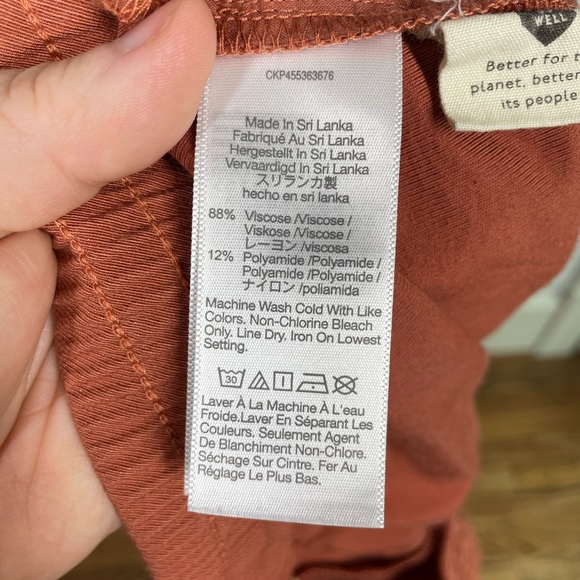 WELL
Better for t
planet, better
its people
CKP455363676
Made In Sri Lanka
Fabriqué Au Sri Lanka
Hergestellt In Sri Lanka
Vervaardigd In Sri Lanka
スリランカ製
hecho en sri lanka
88% Viscose /Viscose /
Viskose /Viscose /
レーヨン /viscosa
12% Polyamide /Polyamide /
Polyamide /Polyamide /
ナイロン /poliamida
Machine Wash Cold With Like
Colors. Non-Chlorine Bleach
Only. Line Dry. Iron On Lowest
Setting.
30
Laver À La Machine À L'eau
Froide.Laver En Séparant Les
Couleurs. Seulement Agent
De Blanchiment Non-Chlore.
Séchage Sur Cintre. Fer Au
Réglage Le Plus Bas.